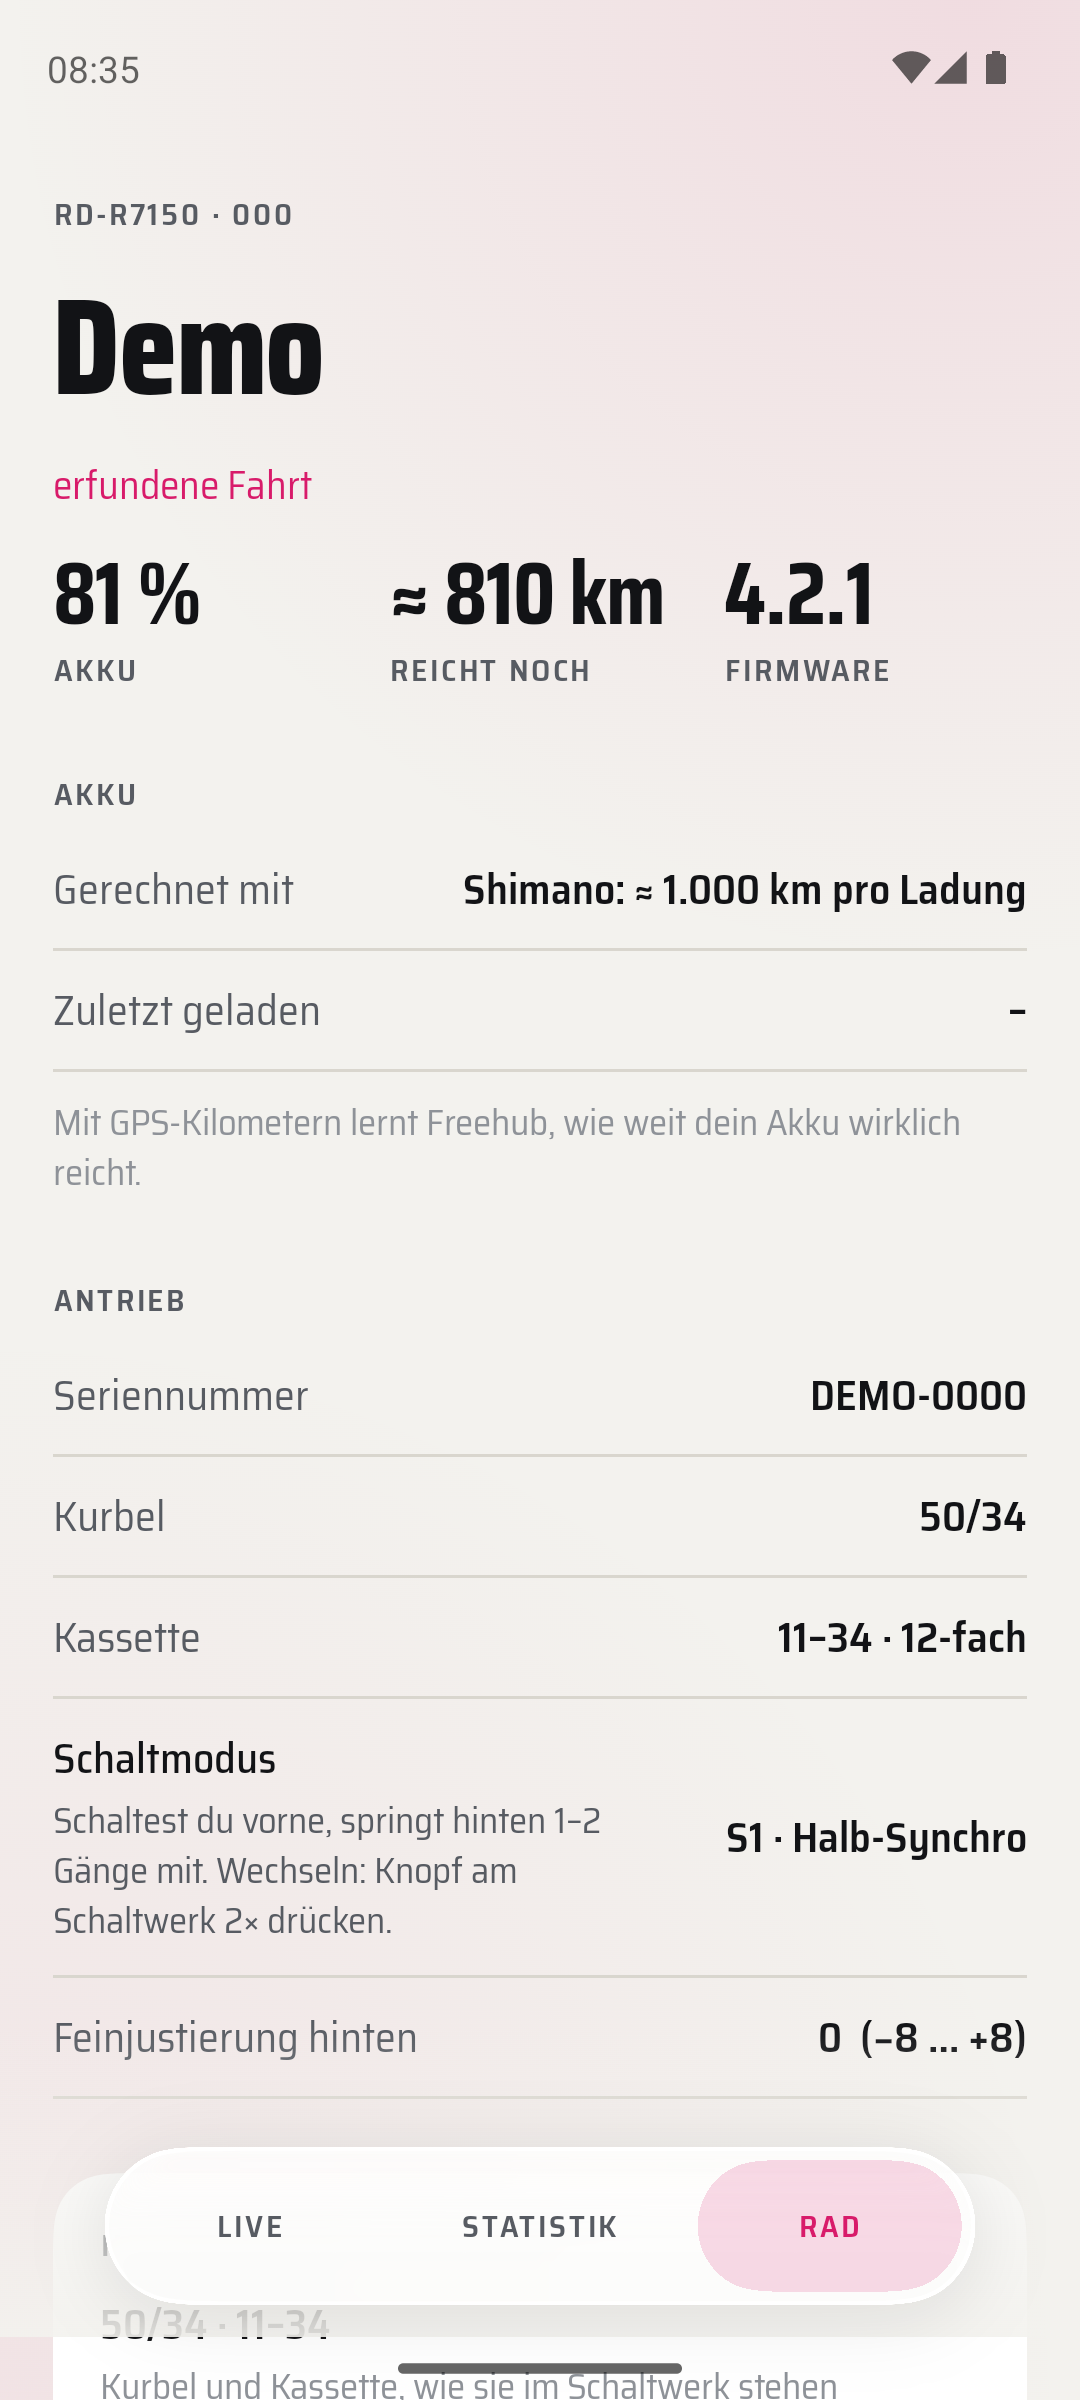 08:35
RD-R7150 · 000
Demo
erfundene Fahrt
81 %
≈ 810 km
4.2.1
AKKU
REICHT NOCH
FIRMWARE
AKKU
Gerechnet mit
Shimano: ≈ 1.000 km pro Ladung
Zuletzt geladen
–
Mit GPS-Kilometern lernt Freehub, wie weit dein Akku wirklich
reicht.
ANTRIEB
Seriennummer
DEMO-0000
Kurbel
50/34
Kassette
11–34 · 12-fach
Schaltmodus
Schaltest du vorne, springt hinten 1–2
Gänge mit. Wechseln: Knopf am
Schaltwerk 2× drücken.
S1 · Halb-Synchro
Feinjustierung hinten
0 (–8 … +8)
LIVE
STATISTIK
RAD
50/34 · 11–34
Kurbel und Kassette, wie sie im Schaltwerk stehen